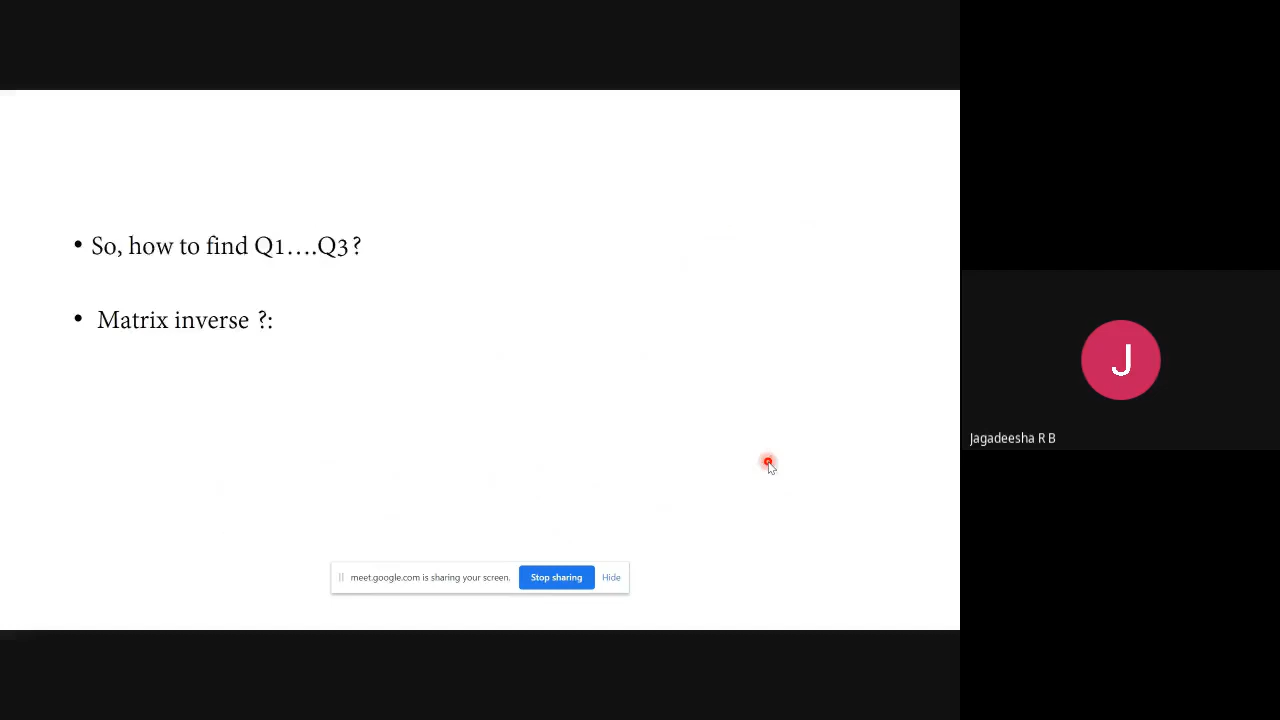 • So, how to find Q1….Q3?
• Matrix inverse ?:
J
Jagadeesha R B
meet.google.com is sharing your screen. Stop sharing Hide